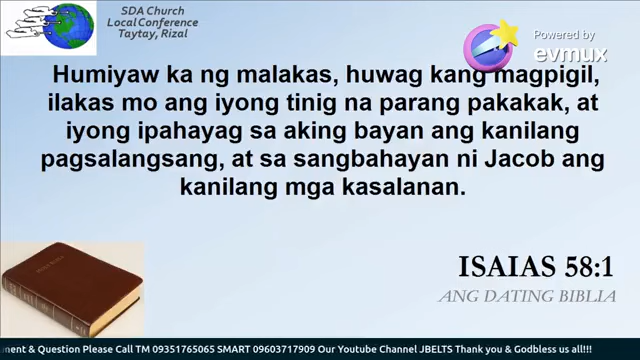 SDA Church
Local Conference
Taytay, Rizal
Powered by
evmux
Humiyaw ka ng malakas, huwag kang magpigil,
ilakas mo ang iyong tinig na parang pakakak, at
iyong ipahayag sa aking bayan ang kanilang
pagsalangsang, at sa sangbahayan ni Jacob ang
kanilang mga kasalanan.
HOLY BIBLE
ISAIAS 58:1
ANG DATING BIBLIA
& Question Please Call TM 09351765065 SMART 09603717909 Our Youtube Channel JBELTS Thank you & Godbless us all!!!